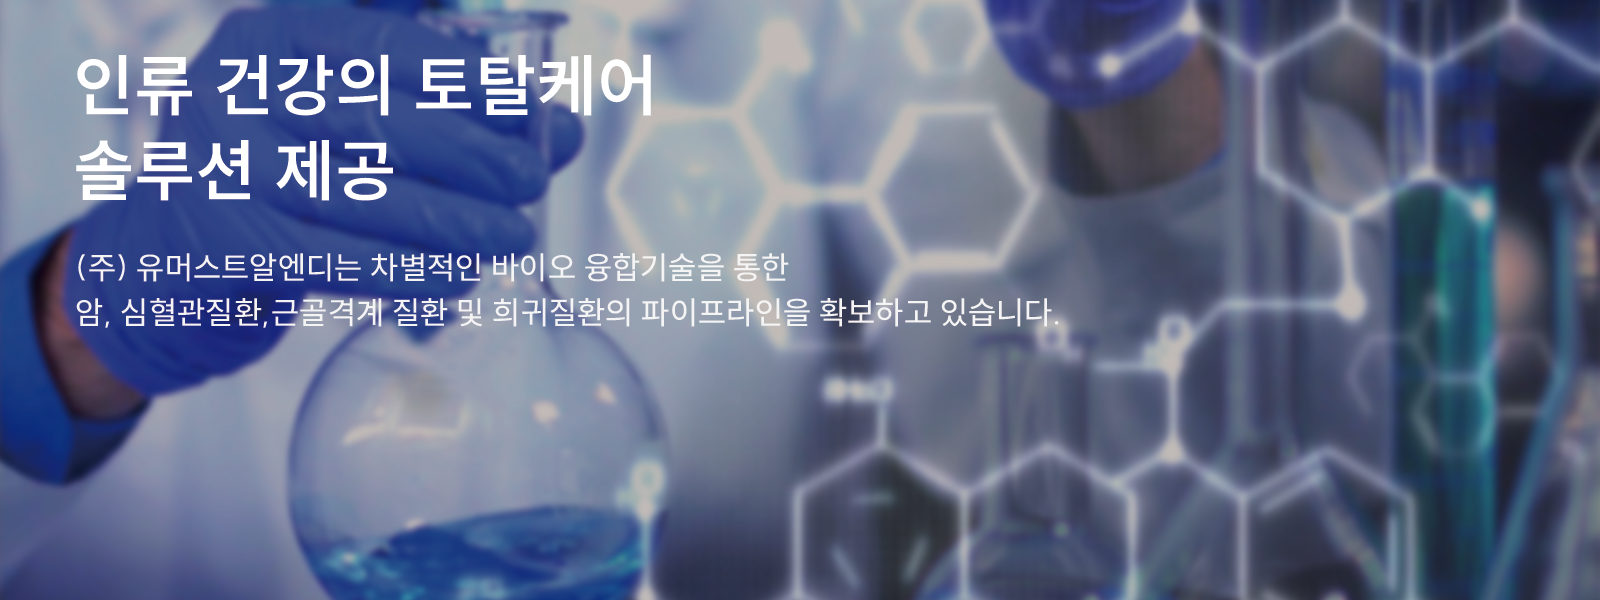 인류 건강의 토탈케어
솔루션 제공
(주) 유머스트알엔디는 차별적인 바이오 융합기술을 통한
암, 심혈관질환,근골격계 질환 및 희귀질환의 파이프라인을 확보하고 있습니다.